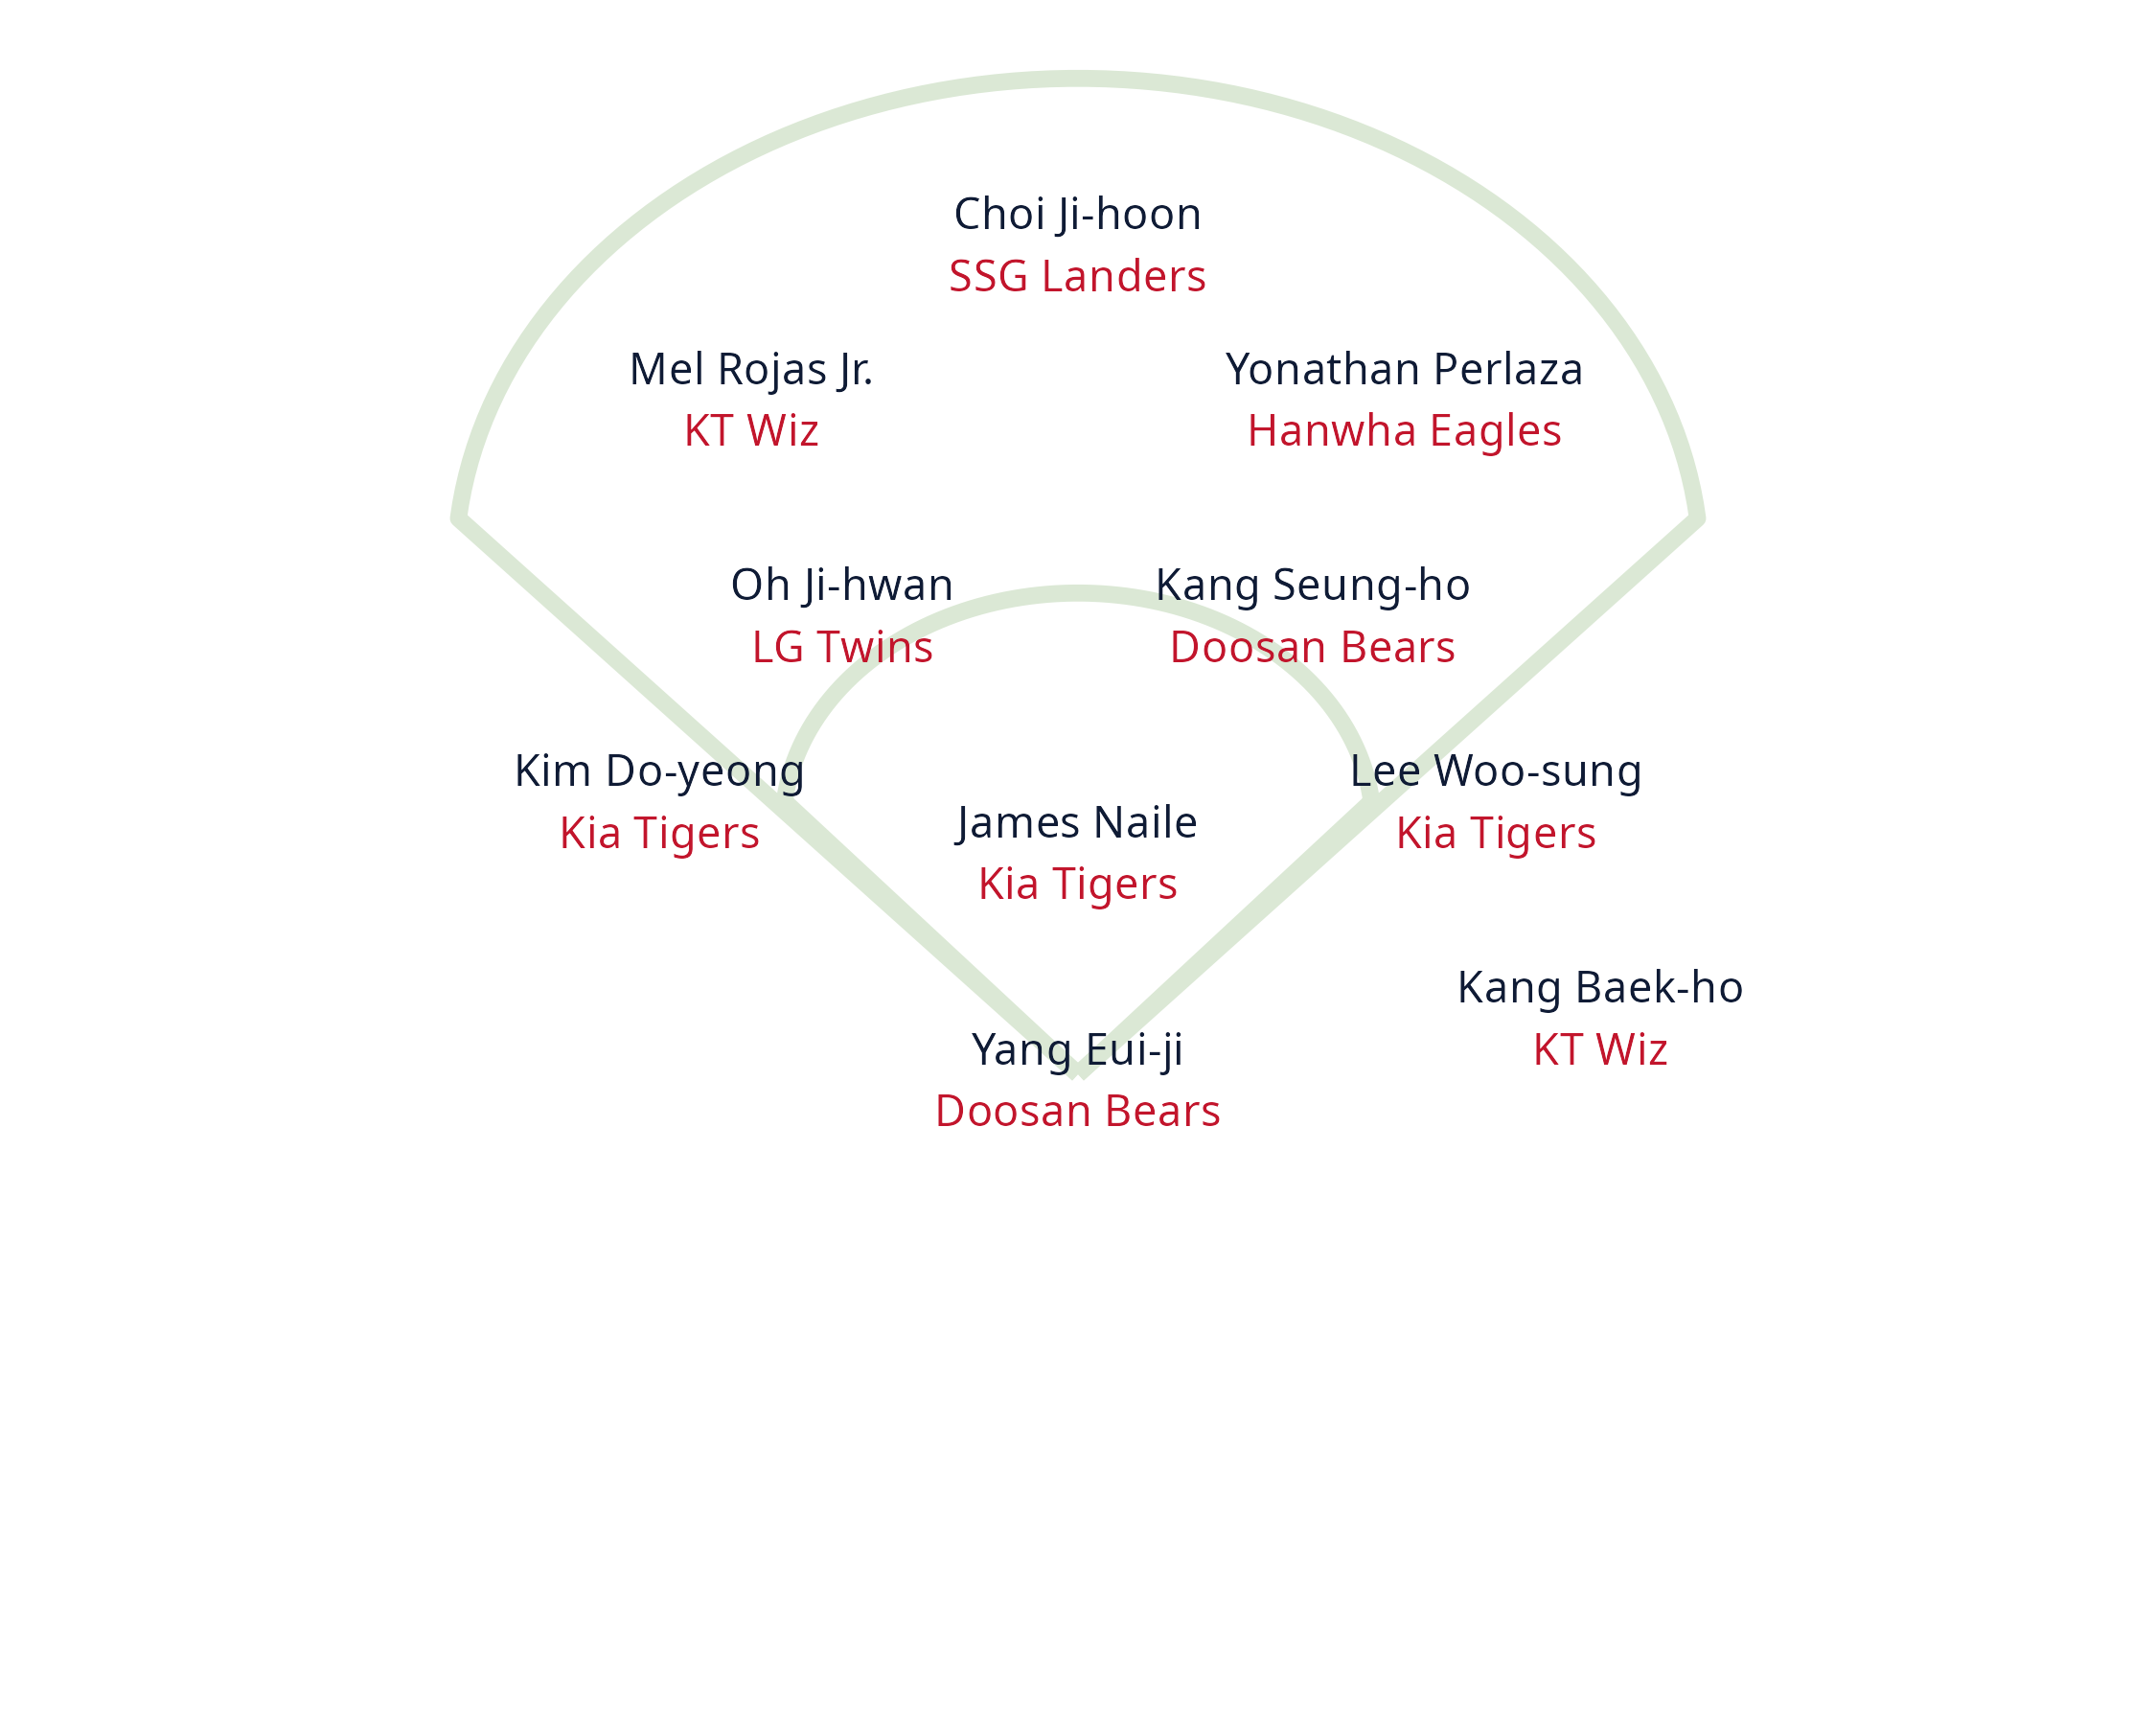 Choi Ji-hoon
SSG Landers
Mel Rojas Jr.
KT Wiz
Yonathan Perlaza
Hanwha Eagles
Oh Ji-hwan
LG Twins
Kang Seung-ho
Doosan Bears
Kim Do-yeong
Kia Tigers
Lee Woo-sung
Kia Tigers
James Naile
Kia Tigers
Kang Baek-ho
KT Wiz
Yang Eui-ji
Doosan Bears